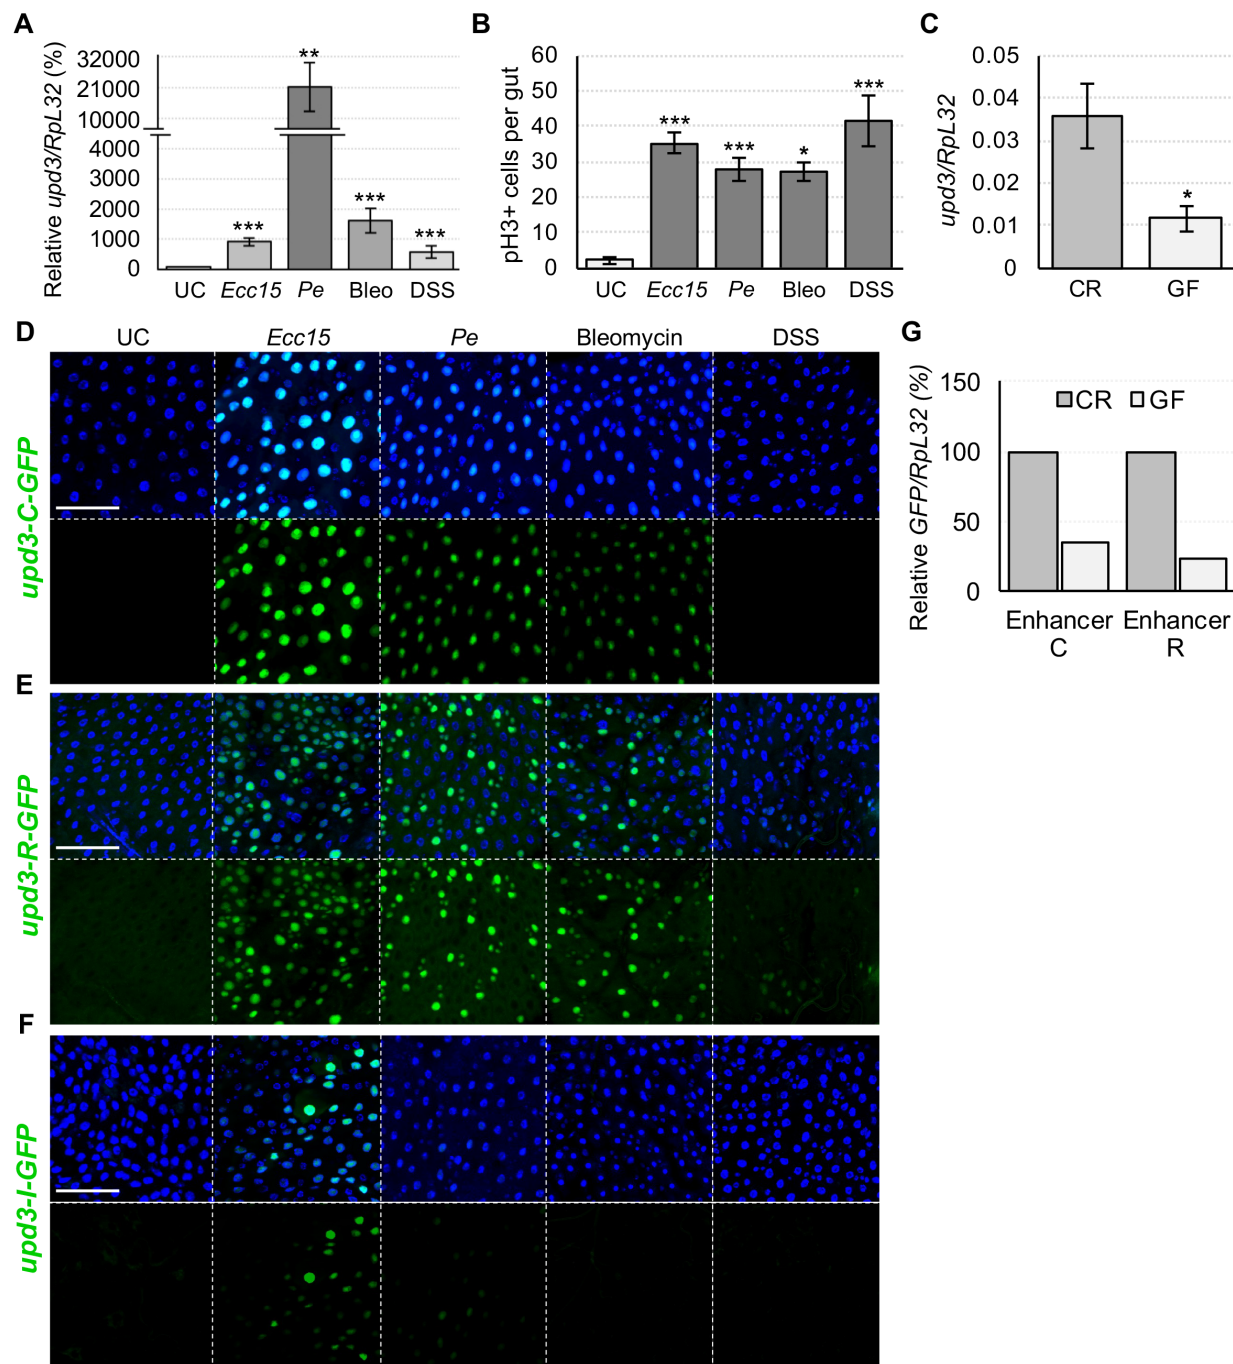 A
Relative upd3/RpL32 (%)
32000
21000
10000
4000
3000
2000
1000
0
**
***
***
***
UC Ecc15 Pe Bleo DSS
B
pH3+ cells per gut
60
50
40
30
20
10
0
***
***
*
***
UC Ecc15 Pe Bleo DSS
C
upd3/RpL32
0.05
0.04
0.03
0.02
0.01
0
*
CR GF
D
UC Ecc15 Pe Bleomycin DSS
upd3-C-GFP
E
upd3-R-GFP
F
upd3-I-GFP
G
Relative GFP/RpL32 (%)
150
100
50
0
CR GF
Enhancer Enhancer
C R